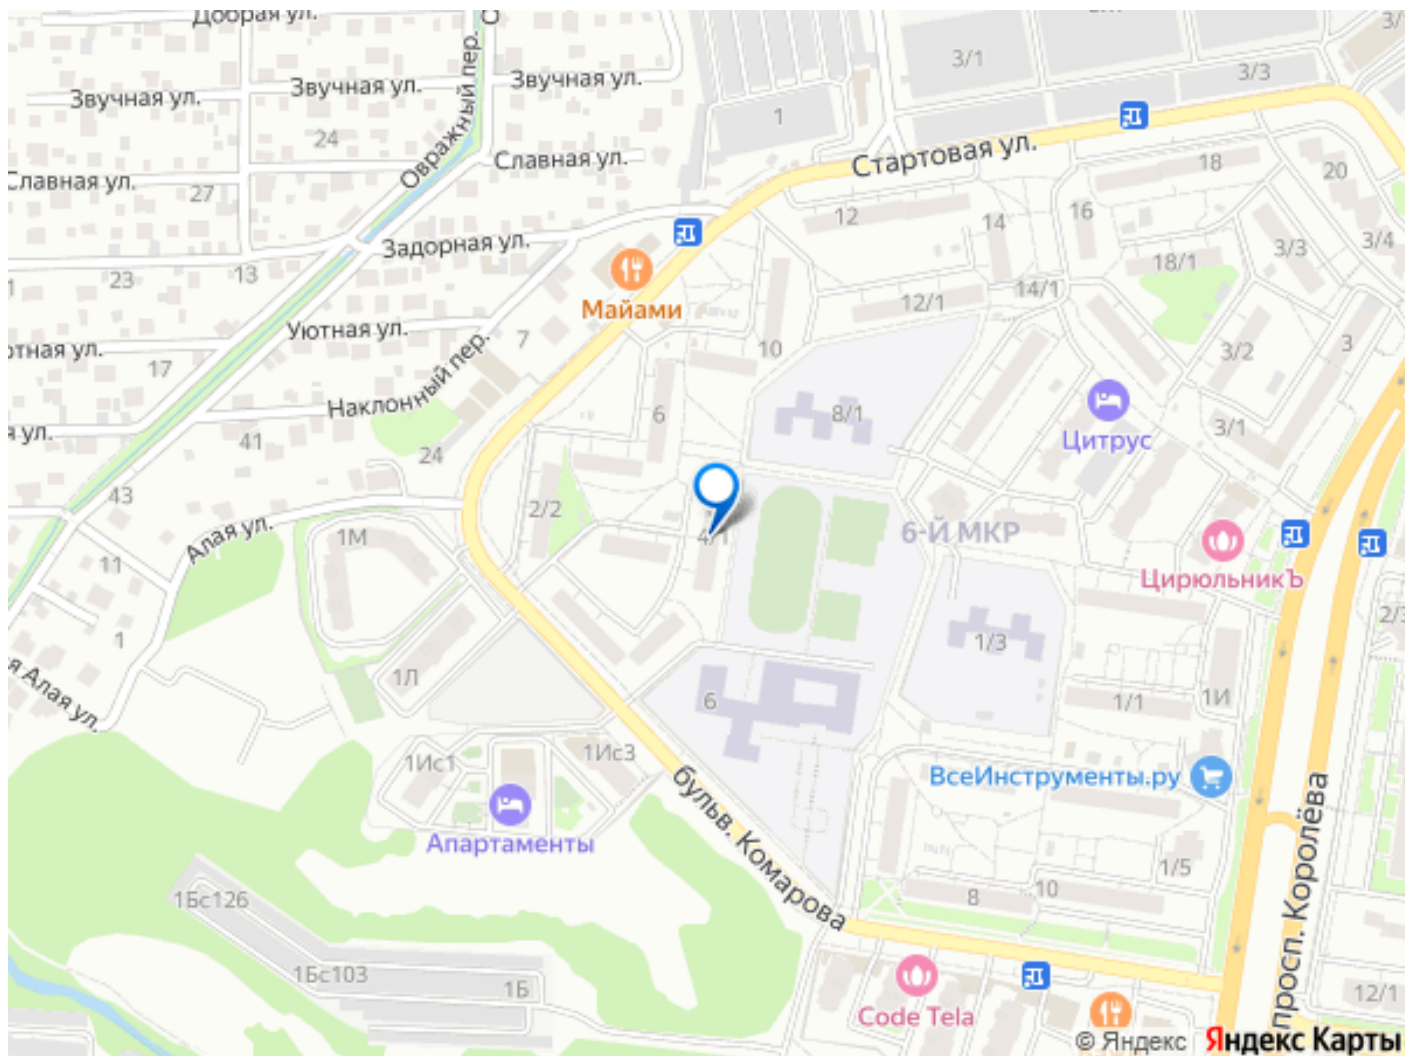 Добрая ул.
3/1
3/3
Звучная ул.
Звучная ул.
Звучная ул.
Овражный пер.
24
1
Славная ул.
Стартовая ул.
18
20
Славная ул.
27
12
14
16
3/3
3/4
Задорная ул.
13
23
18/1
Майами
12/1
14/1
Уютная ул.
7
10
3/2
3
17
Наклонный пер.
6
8/1
Цитрус
3/1
41
24
43
2/2
4/1
6-Й МКР
Алая ул.
1М
11
ЦирюльникЪ
2/3
1
1/3
1Л
6
1/1
1И
Алая ул.
1Ис1
1Ис3
ВсеИнструменты.ру
бульв. Комарова
Апартаменты
1/5
просп. Королёва
1Бс126
8
10
1Бс103
1Б
12/1
Code Tela
© Яндекс Яндекс Карты